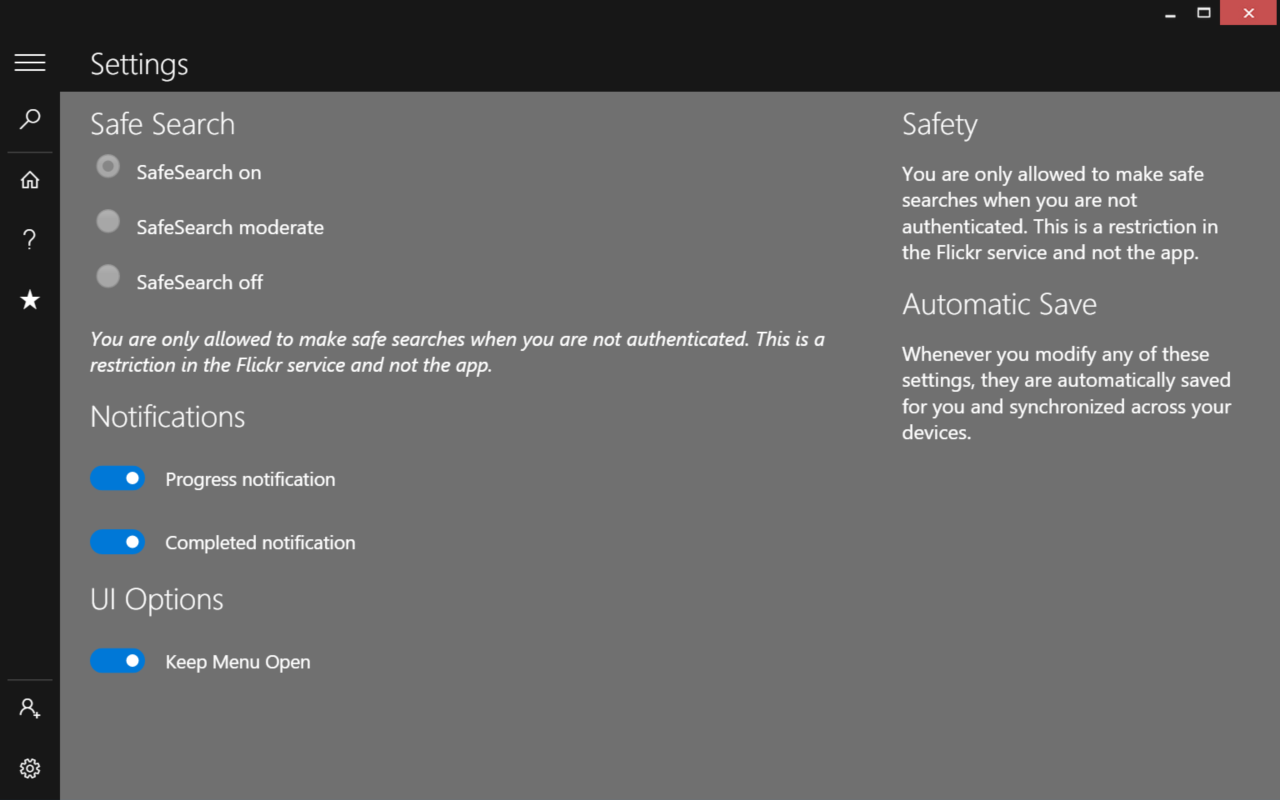 Settings
Safe Search
SafeSearch on
SafeSearch moderate
SafeSearch off
You are only allowed to make safe searches when you are not authenticated. This is a
restriction in the Flickr service and not the app.
Notifications
Progress notification
Completed notification
UI Options
Keep Menu Open
Safety
You are only allowed to make safe
searches when you are not
authenticated. This is a restriction in
the Flickr service and not the app.
Automatic Save
Whenever you modify any of these
settings, they are automatically saved
for you and synchronized across your
devices.